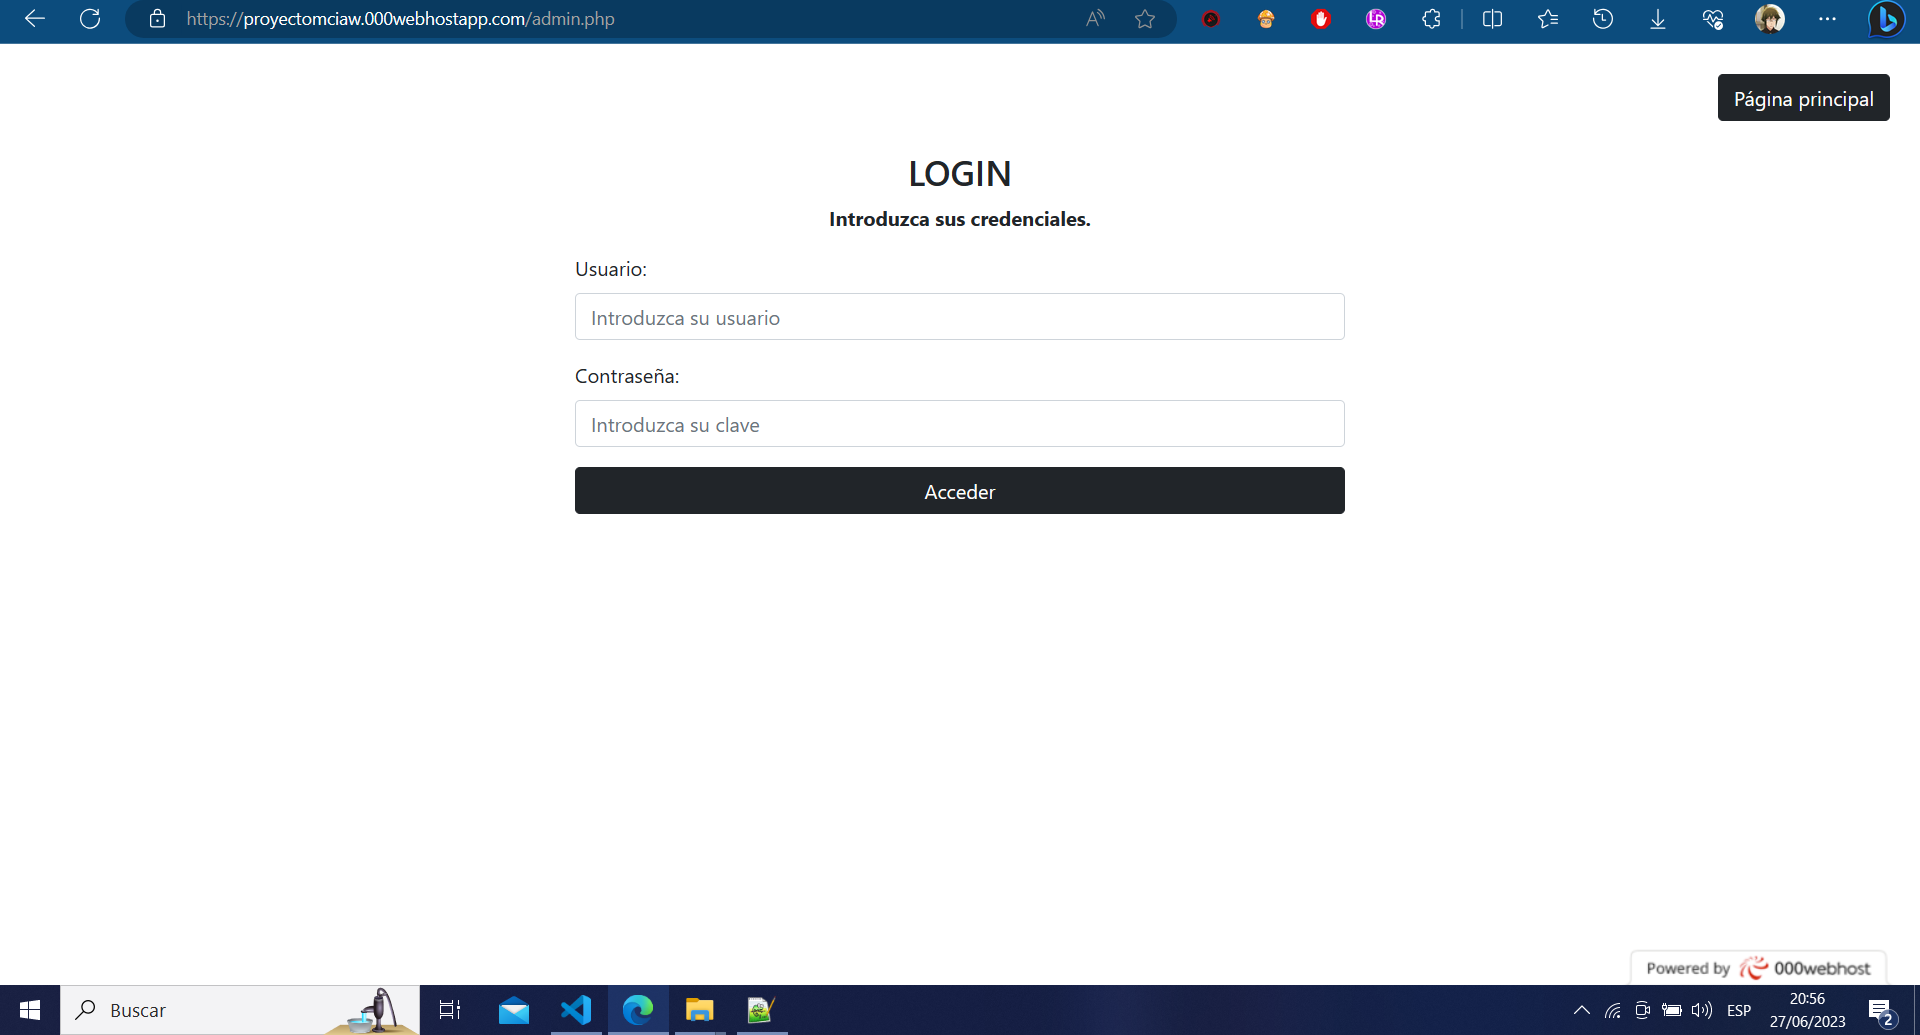 https://proyectomciaw.000webhostapp.com/admin.php
Página principal
LOGIN
Introduzca sus credenciales.
Usuario:
Introduzca su usuario
Contraseña:
Introduzca su clave
Acceder
Powered by 000webhost
Buscar
ESP
20:56
27/06/2023
2